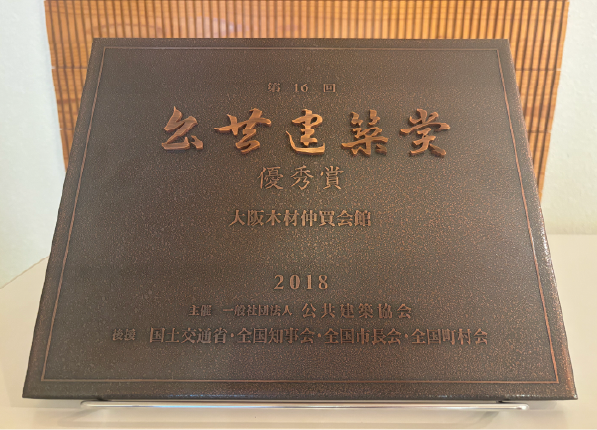 第 16 回
公共建築賞
優秀賞
大阪木材仲買会館
2018
主催 一般社団法人 公共建築協会
後援 国土交通省・全国知事会・全国市長会・全国町村会